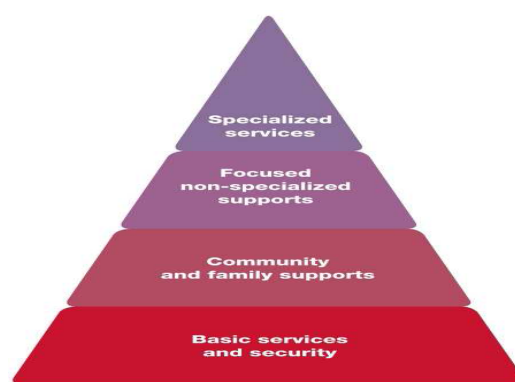 Specialized
services
Focused
non-specialized
supports
Community
and family supports
Basic services
and security